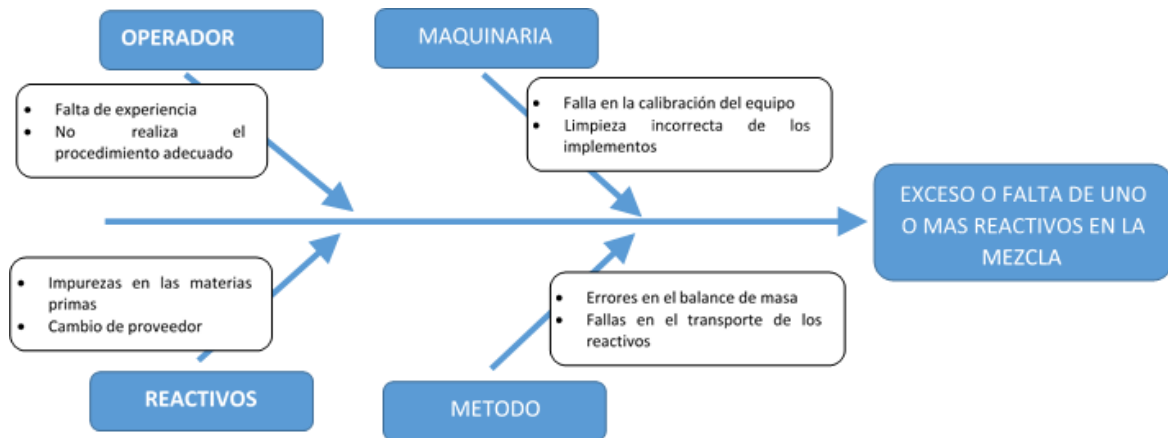 OPERADOR
MAQUINARIA
• Falta de experiencia
• No realiza el
procedimiento adecuado
• Falla en la calibración del equipo
• Limpieza incorrecta de los
implementos
EXCESO O FALTA DE UNO
O MAS REACTIVOS EN LA
MEZCLA
• Impurezas en las materias
primas
• Cambio de proveedor
• Errores en el balance de masa
• Fallas en el transporte de los
reactivos
REACTIVOS
METODO